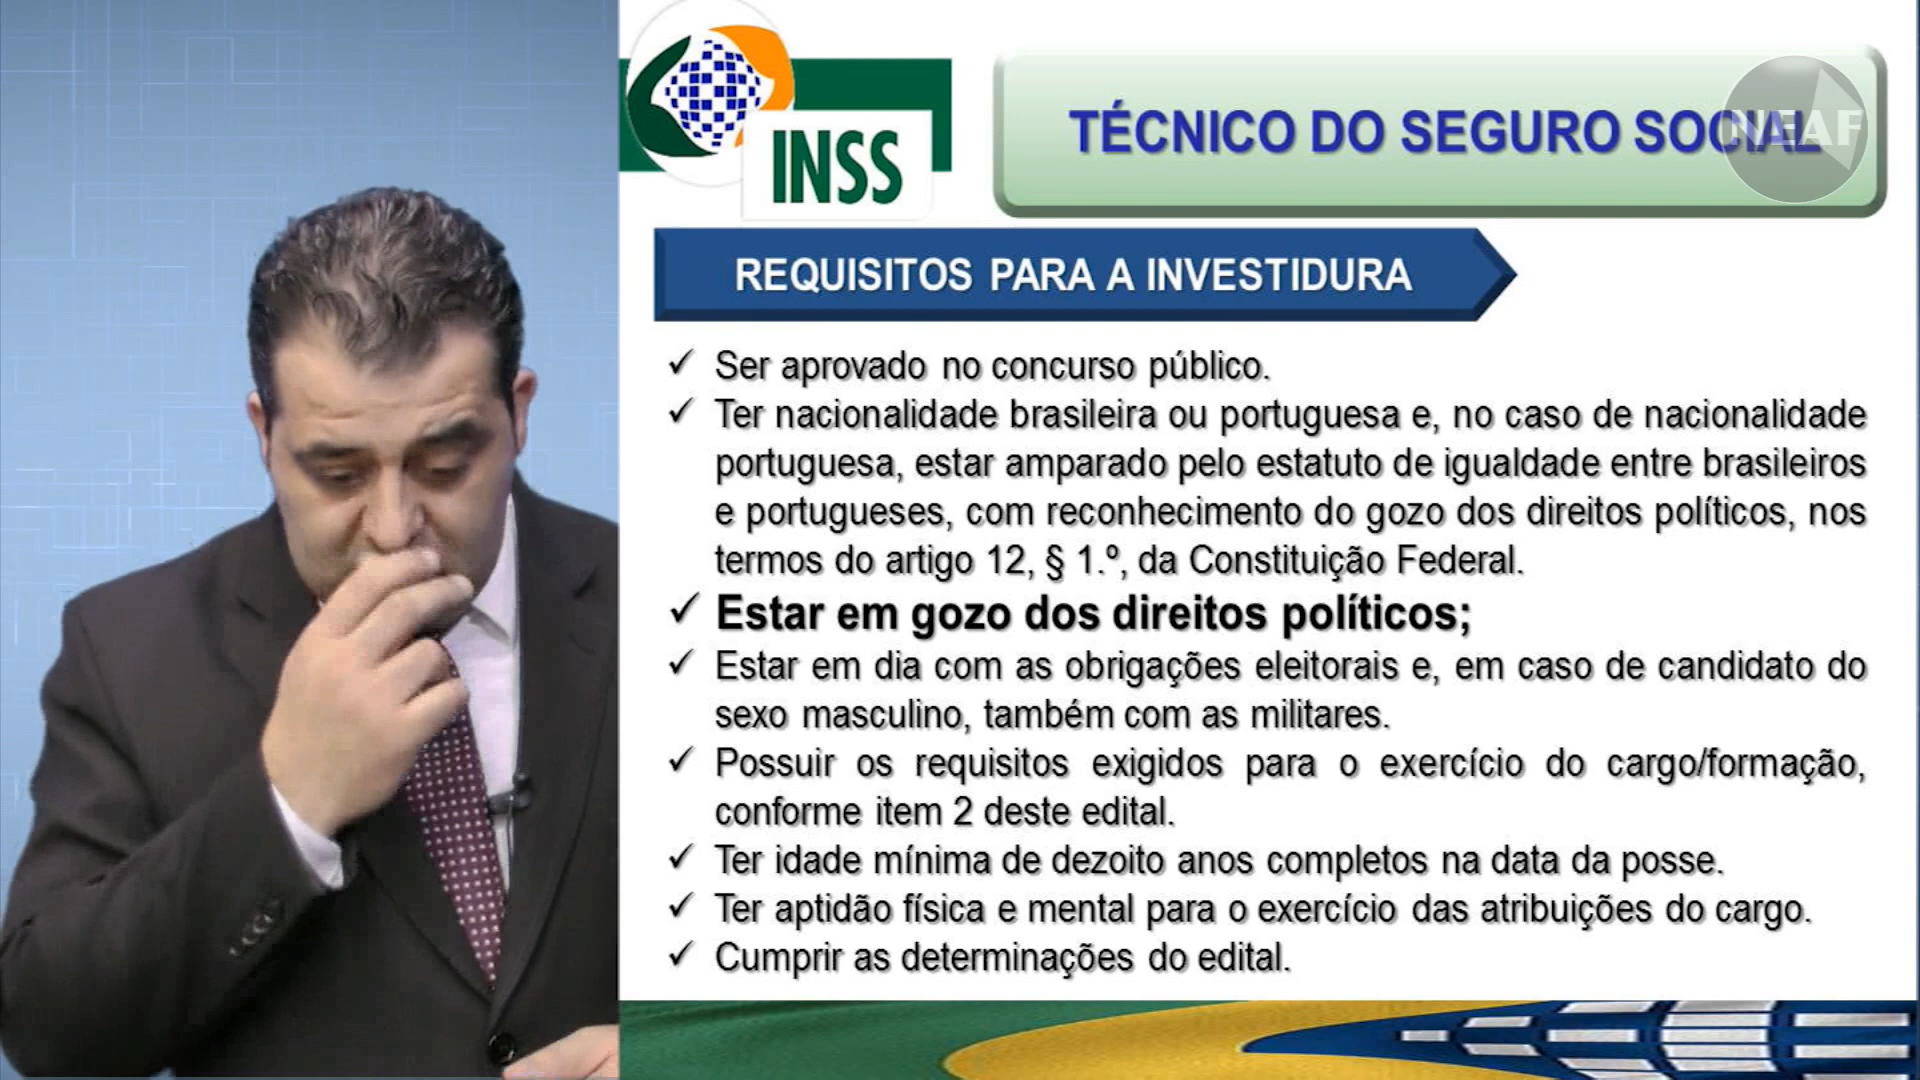 INSS
TÉCNICO DO SEGURO SOCIAL
NEAF
REQUISITOS PARA A INVESTIDURA
✓ Ser aprovado no concurso público.
✓ Ter nacionalidade brasileira ou portuguesa e, no caso de nacionalidade
portuguesa, estar amparado pelo estatuto de igualdade entre brasileiros
e portugueses, com reconhecimento do gozo dos direitos políticos, nos
termos do artigo 12, § 1.º, da Constituição Federal.
✓ Estar em gozo dos direitos políticos;
✓ Estar em dia com as obrigações eleitorais e, em caso de candidato do
sexo masculino, também com as militares.
✓ Possuir os requisitos exigidos para o exercício do cargo/formação,
conforme item 2 deste edital.
✓ Ter idade mínima de dezoito anos completos na data da posse.
✓ Ter aptidão física e mental para o exercício das atribuições do cargo.
✓ Cumprir as determinações do edital.